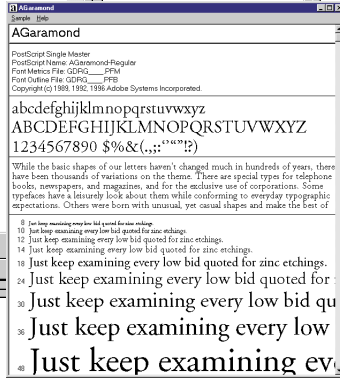 AGaramond
Sample Help
AGaramond
PostScript Single Master
PostScript Name: AGaramond-Regular
Font Metrics File: GDRG____.PFM
Font Outline File: GDRG____.PFB
Copyright (c) 1989, 1992, 1996 Adobe Systems Incorporated.
abcdefghijklmnopqrstuvwxyz
ABCDEFGHIJKLMNOPQRSTUVWXYZ
1234567890 $%&(.,;:‘’“”!?)
While the basic shapes of our letters haven't changed much in hundreds of years, there
have been thousands of variations on the theme. There are special types for telephone
books, newspapers, and magazines, and for the exclusive use of corporations. Some
typefaces have a leisurely look about them while conforming to everyday typographic
expectations. Others were born with unusual, yet casual shapes and make the best of
8 Just keep examining every low bid quoted for zinc etchings.
10 Just keep examining every low bid quoted for zinc etchings.
12 Just keep examining every low bid quoted for zinc etchings.
14 Just keep examining every low bid quoted for zinc etchings.
18 Just keep examining every low bid quoted for zinc etchings.
24 Just keep examining every low bid quoted for
30 Just keep examining every low bid qu
36 Just keep examining every low
48 Just keep examining ev